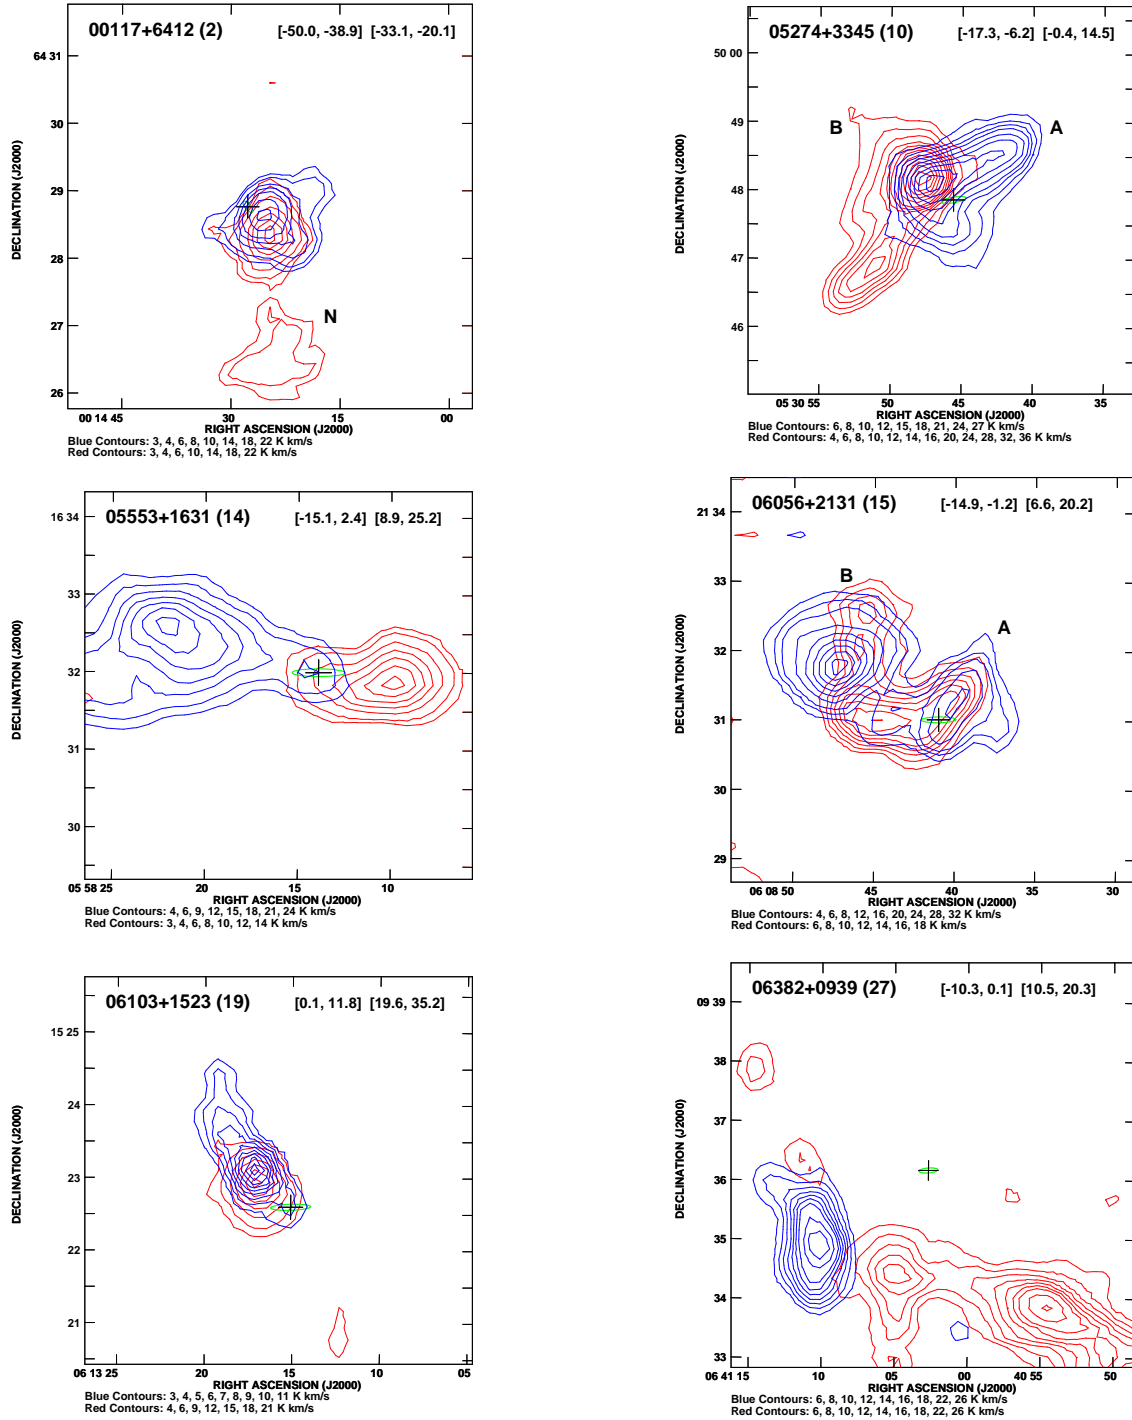 00117+6412 (2) [-50.0, -38.9] [-33.1, -20.1]
64 31
30
29
28
27
26
N
DECLINATION (J2000)
00 14 45 30 15 00
RIGHT ASCENSION (J2000)
Blue Contours: 3, 4, 6, 8, 10, 14, 18, 22 K km/s
Red Contours: 3, 4, 6, 10, 14, 18, 22 K km/s
05274+3345 (10) [-17.3, -6.2] [-0.4, 14.5]
50 00
49
48
47
46
B A
DECLINATION (J2000)
05 30 55 50 45 40 35
RIGHT ASCENSION (J2000)
Blue Contours: 6, 8, 10, 12, 15, 18, 21, 24, 27 K km/s
Red Contours: 4, 6, 8, 10, 12, 14, 16, 20, 24, 28, 32, 36 K km/s
05553+1631 (14) [-15.1, 2.4] [8.9, 25.2]
16 34
33
32
31
30
DECLINATION (J2000)
05 58 25 20 15 10
RIGHT ASCENSION (J2000)
Blue Contours: 4, 6, 9, 12, 15, 18, 21, 24 K km/s
Red Contours: 3, 4, 6, 8, 10, 12, 14 K km/s
06056+2131 (15) [-14.9, -1.2] [6.6, 20.2]
21 34
33
32
31
30
29
B
A
DECLINATION (J2000)
06 08 50 45 40 35 30
RIGHT ASCENSION (J2000)
Blue Contours: 4, 6, 8, 12, 16, 20, 24, 28, 32 K km/s
Red Contours: 6, 8, 10, 12, 14, 16, 18 K km/s
06103+1523 (19) [0.1, 11.8] [19.6, 35.2]
15 25
24
23
22
21
DECLINATION (J2000)
06 13 25 20 15 10 05
RIGHT ASCENSION (J2000)
Blue Contours: 3, 4, 5, 6, 7, 8, 9, 10, 11 K km/s
Red Contours: 4, 6, 9, 12, 15, 18, 21 K km/s
06382+0939 (27) [-10.3, 0.1] [10.5, 20.3]
09 39
38
37
36
35
34
33
DECLINATION (J2000)
06 41 15 10 05 00 40 55 50
RIGHT ASCENSION (J2000)
Blue Contours: 6, 8, 10, 12, 14, 16, 18, 22, 26 K km/s
Red Contours: 6, 8, 10, 12, 14, 16, 18, 22, 26 K km/s